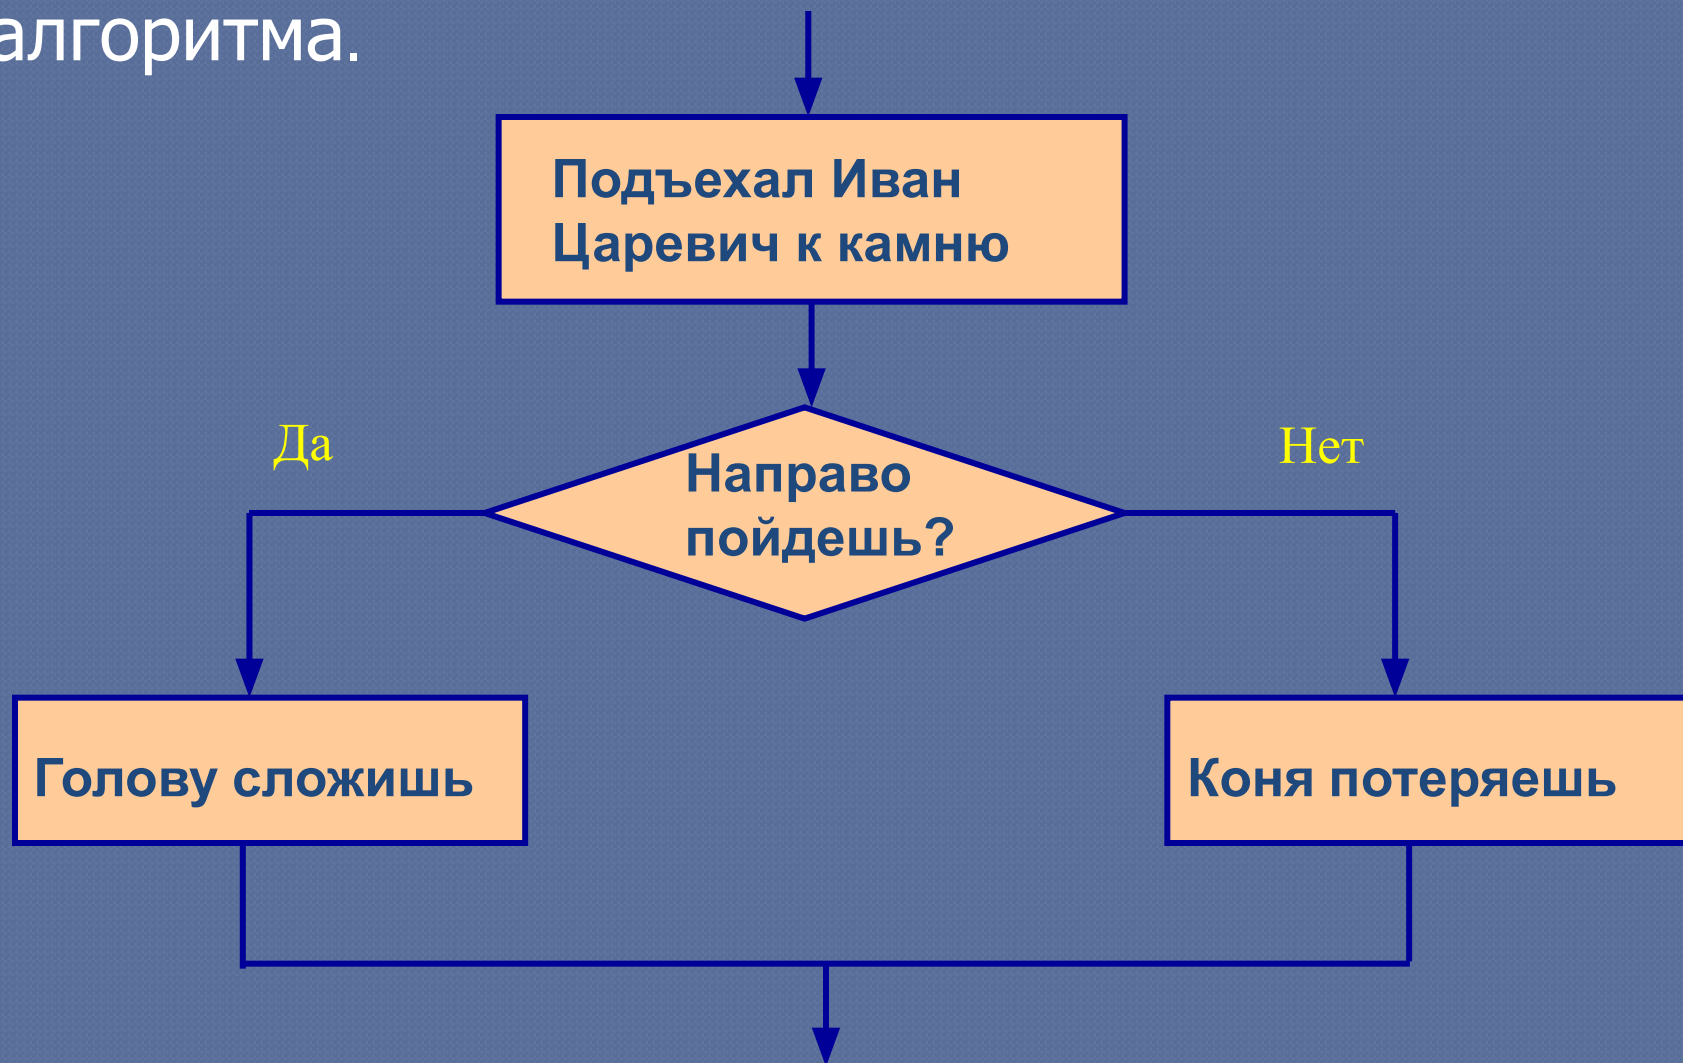 алгоритма.
Подъехал Иван
Царевич к камню
Да
Нет
Направо
пойдешь?
Голову сложишь
Коня потеряешь